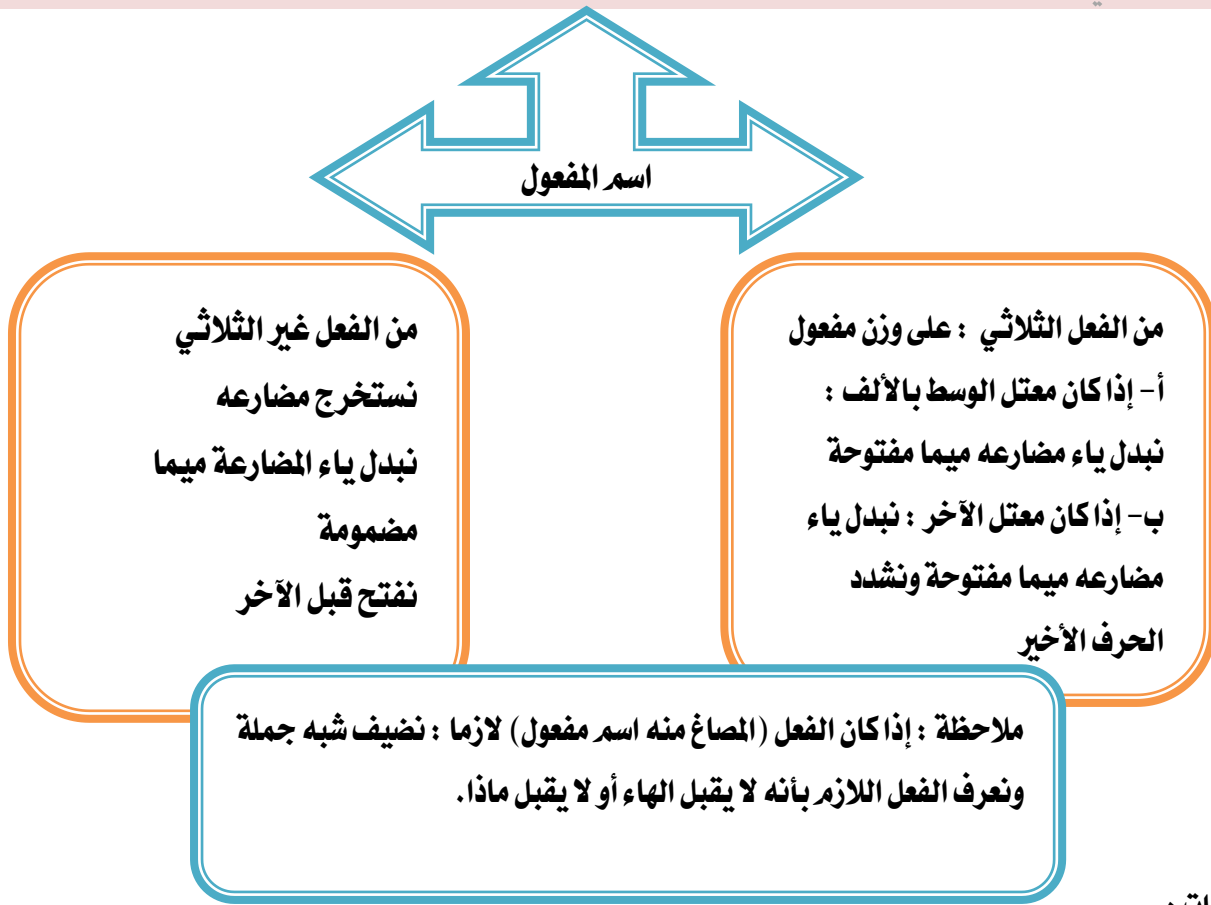 اسم المفعول
من الفعل الثلاثي : على وزن مفعول
أ- إذا كان معتل الوسط بالألف :
نبدل ياء مضارعه ميما مفتوحة
ب- إذا كان معتل الآخر : نبدل ياء
مضارعه ميما مفتوحة ونشدد
الحرف الأخير
من الفعل غير الثلاثي
نستخرج مضارعه
نبدل ياء المضارعة ميما
مضمومة
نفتح قبل الآخر
ملاحظة : إذا كان الفعل (المصاغ منه اسم مفعول) لازما : نضيف شبه جملة
ونعرف الفعل اللازم بأنه لا يقبل الهاء أو لا يقبل ماذا.